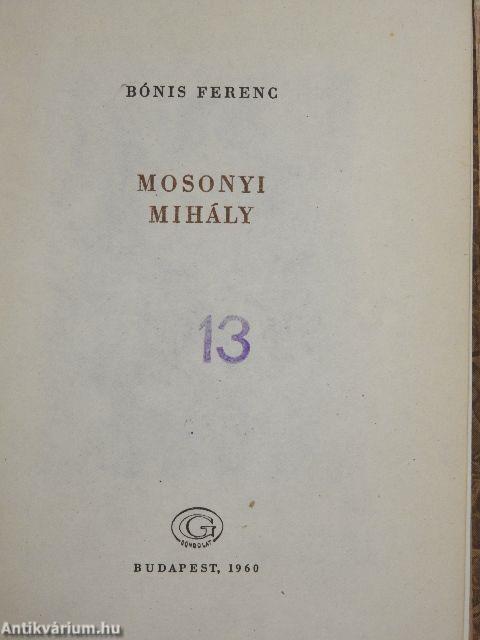 BÓNIS FERENC
MOSONYI
MIHÁLY
13
G
GONDOLAT
BUDAPEST, 1960
Antikvárium.hu